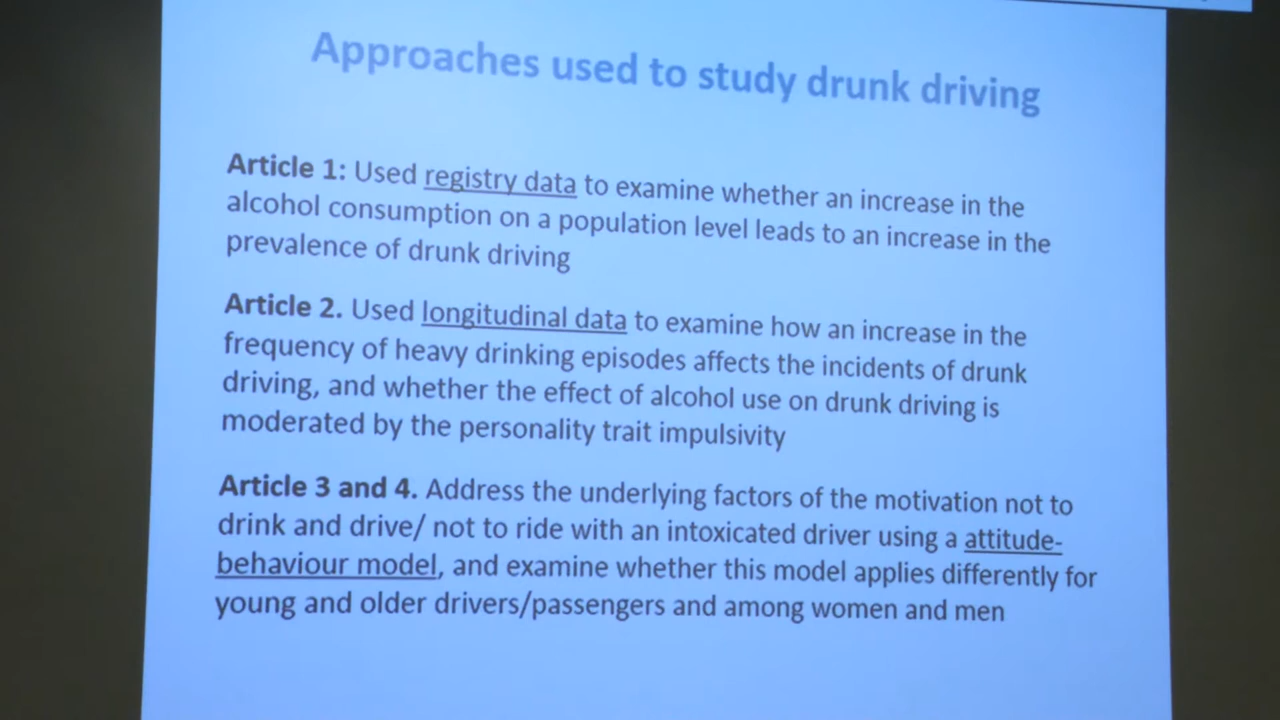 Approaches used to study drunk driving
Article 1: Used registry data to examine whether an increase in the
alcohol consumption on a population level leads to an increase in the
prevalence of drunk driving
Article 2. Used longitudinal data to examine how an increase in the
frequency of heavy drinking episodes affects the incidents of drunk
driving, and whether the effect of alcohol use on drunk driving is
moderated by the personality trait impulsivity
Article 3 and 4. Address the underlying factors of the motivation not to
drink and drive/ not to ride with an intoxicated driver using a attitude-
behaviour model, and examine whether this model applies differently for
young and older drivers/passengers and among women and men